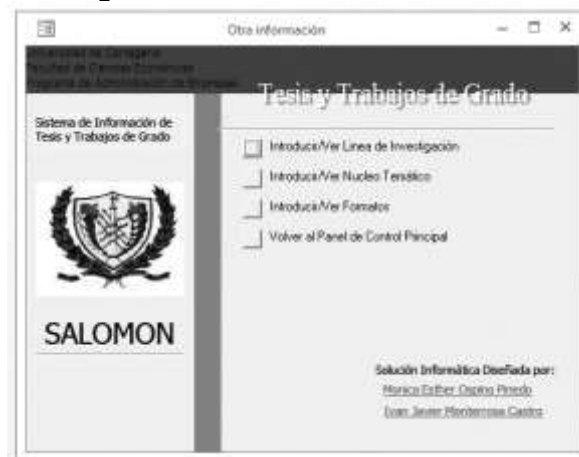 Otra información
Universidad de Cartagena
Facultad de Ciencias Económicas
Programa de Administración de Empresas
Tesis y Trabajos de Grado
Sistema de Información de
Tesis y Trabajos de Grado
Introducir/Ver Linea de Investigación
Introducir/Ver Nucleo Temático
Introducir/Ver Formatos
Volver al Panel de Control Principal
SALOMON
Solución Informática Diseñada por:
Monica Esther Ospino Pinedo
Ivan Javier Monterrosa Castro